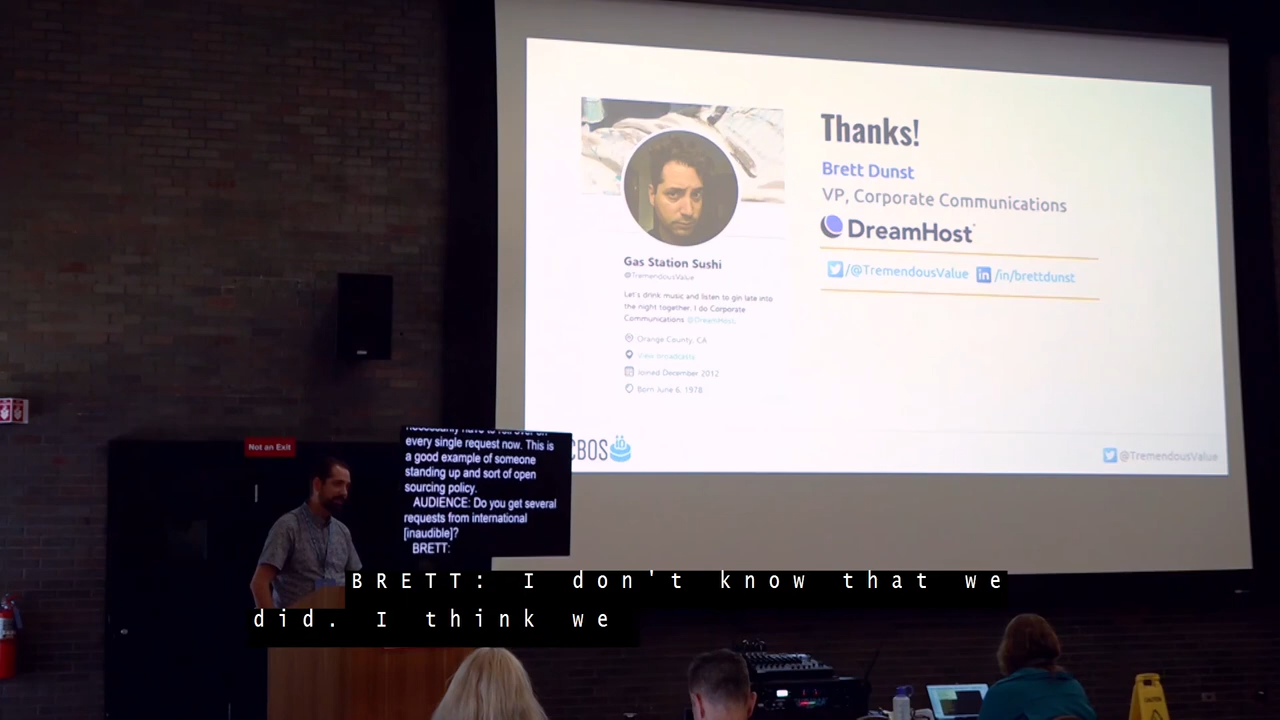 Thanks!
Brett Dunst
VP, Corporate Communications
DreamHost
/@TremendousValue in /in/brettdunst
Gas Station Sushi
@TremendousValue
Let's drink music and listen to gin late into
the night together. I do Corporate
Communications @DreamHost.
Orange County, CA
View broadcasts
Joined December 2012
Born June 6, 1978
CBOS
@TremendousValue
Not an Exit
every single request now. This is
a good example of someone
standing up and sort of open
sourcing policy.
AUDIENCE: Do you get several
requests from international
[inaudible]?
BRETT:
BRETT: I don't know that we
did. I think we
CAUTION